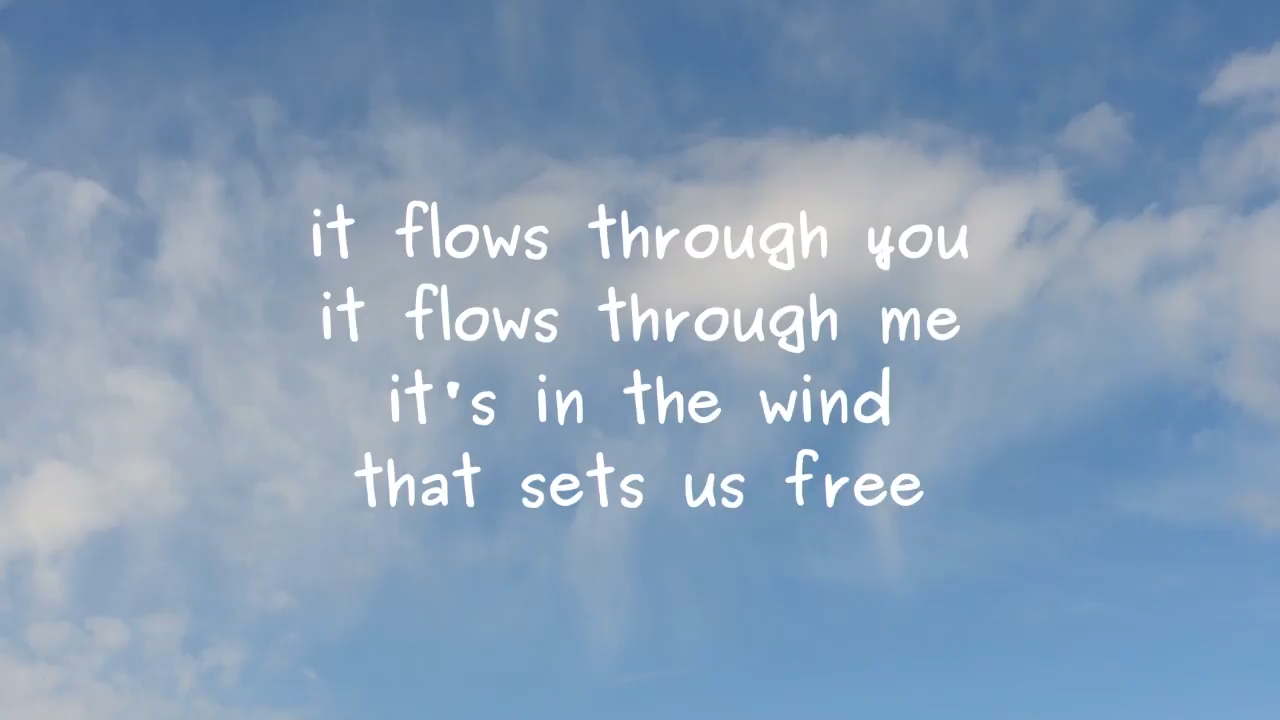 it flows through you
it flows through me
it's in the wind
that sets us free